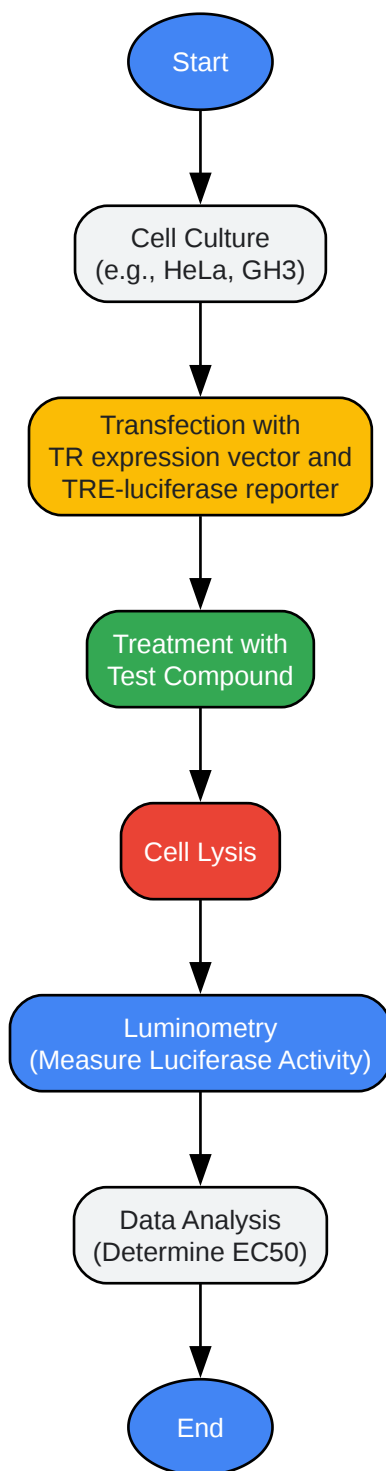 Start
Cell Culture
(e.g., HeLa, GH3)
Transfection with
TR expression vector and
TRE-luciferase reporter
Treatment with
Test Compound
Cell Lysis
Luminometry
(Measure Luciferase Activity)
Data Analysis
(Determine EC50)
End